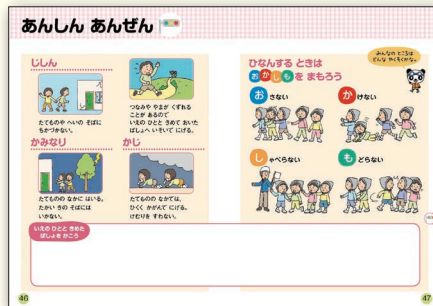 あんしん あんぜん
じしん
たてものや へいの そばに
ちかづかない。
つなみや やまが くずれる
ことが あるので
いえの ひとと きめて おいた
ばしょへ いそいで にげる。
かみなり
たてものの なかに はいる。
たかい きの そばには
いかない。
かじ
たてものの なかでは、
ひくく かがんで にげる。
けむりを すわない。
ひなんする ときは
おかしもを まもろう
みんなの ところは
どんな やくそくかな。
おさない
かけない
しゃべらない
もどらない
いえの ひとと きめた
ばしょを かこう
46
47